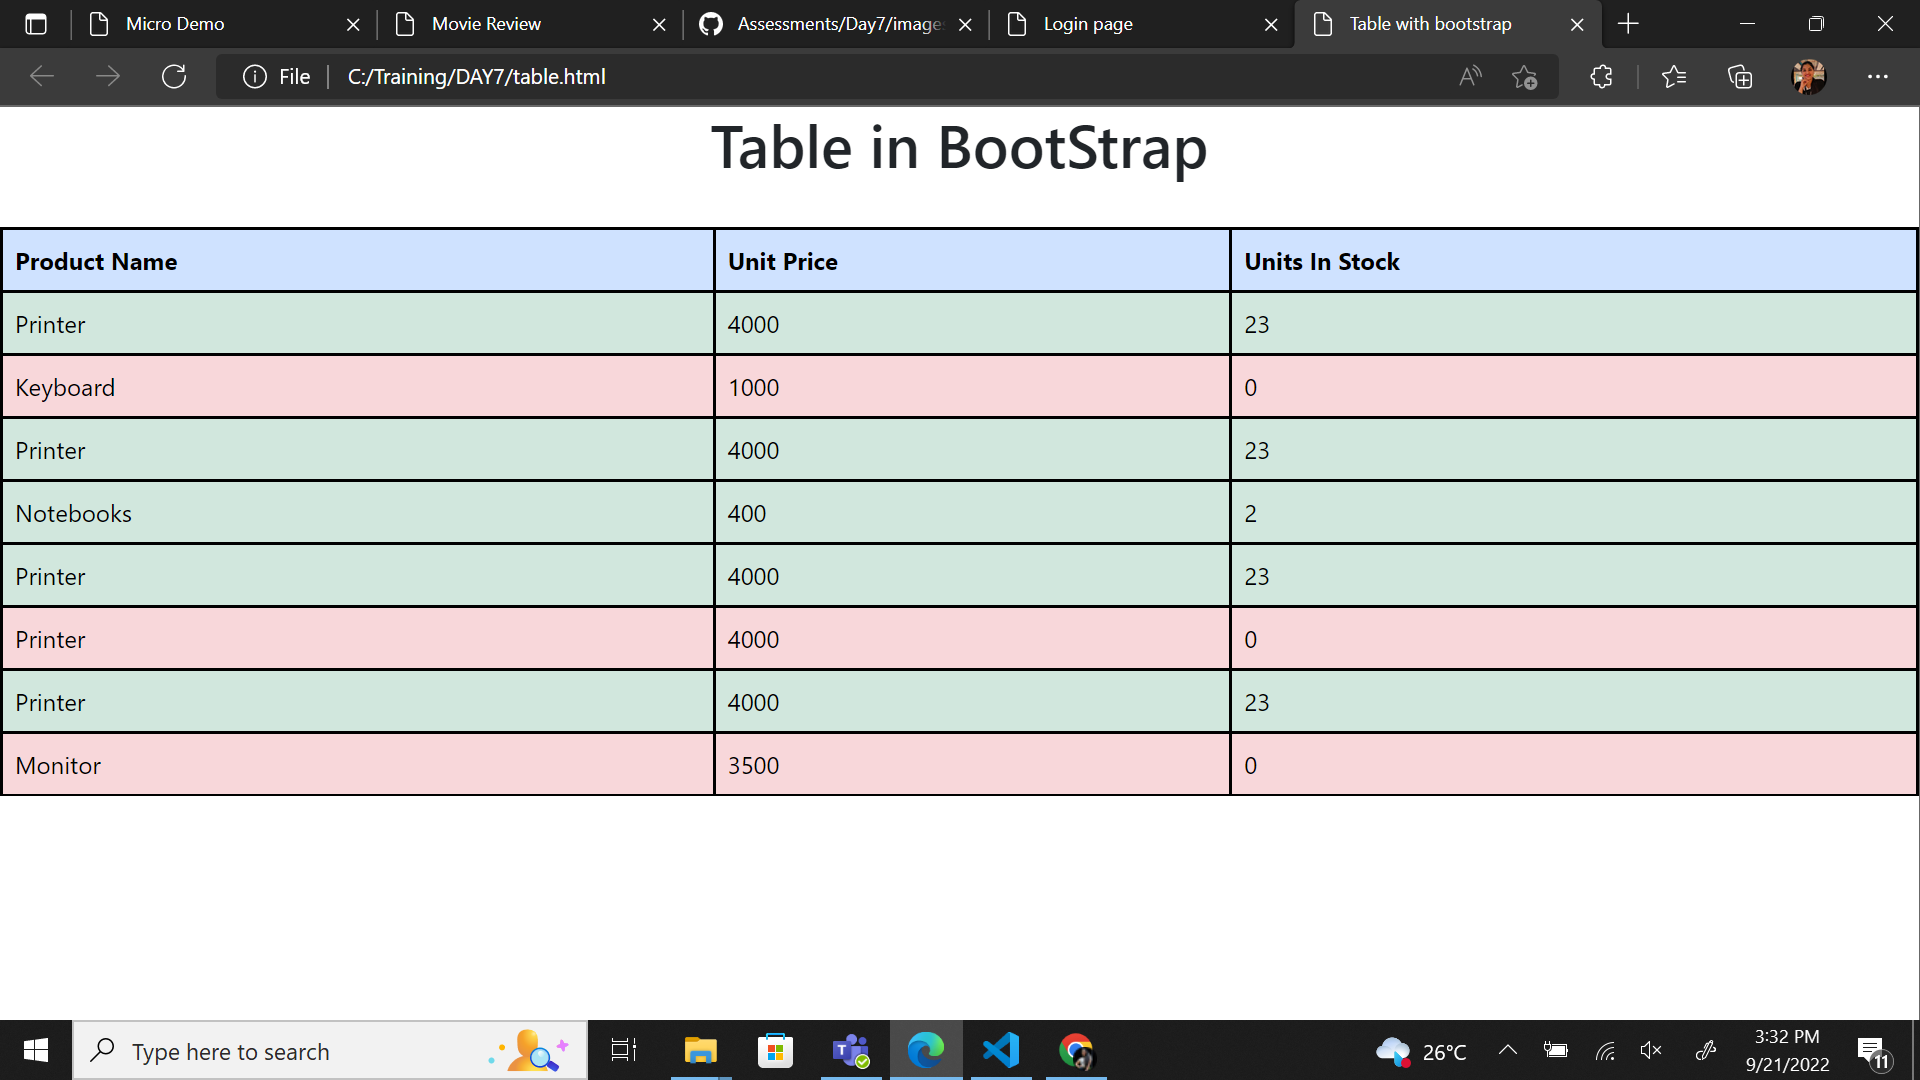 Micro Demo
Movie Review
Assessments/Day7/image
Login page
Table with bootstrap
File
C:/Training/DAY7/table.html
Table in BootStrap
Product Name Unit Price Units In Stock
Printer 4000 23
Keyboard 1000 0
Printer 4000 23
Notebooks 400 2
Printer 4000 23
Printer 4000 0
Printer 4000 23
Monitor 3500 0
Type here to search
26°C
3:32 PM
9/21/2022
11